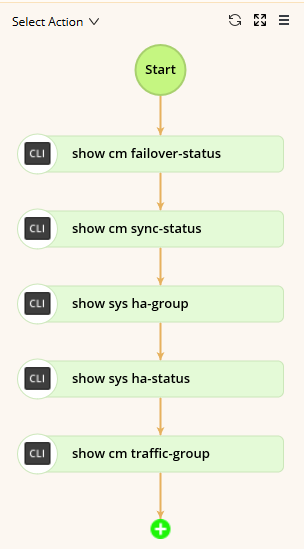 Select Action
Start
CLI show cm failover-status
CLI show cm sync-status
CLI show sys ha-group
CLI show sys ha-status
CLI show cm traffic-group